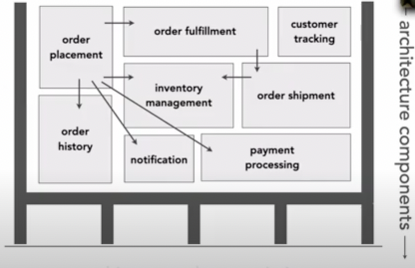 order
placement
order fulfillment
customer
tracking
inventory
management
order shipment
order
history
notification
payment
processing
architecture components